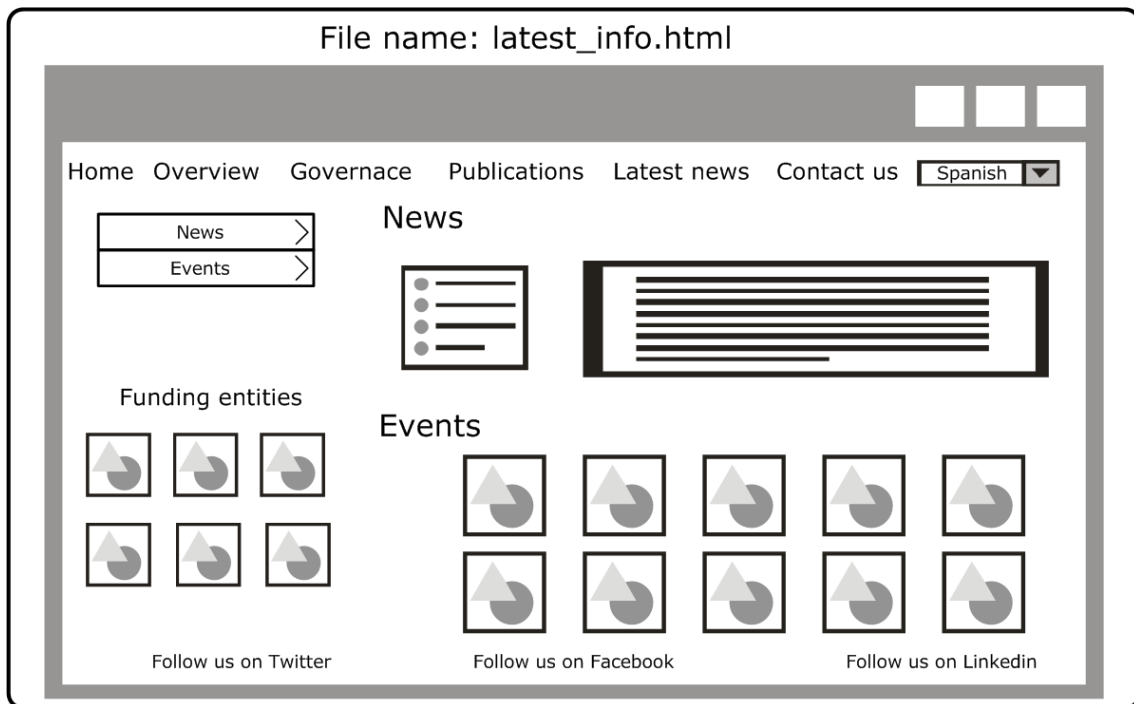 File name: latest_info.html
Home Overview Governace Publications Latest news Contact us Spanish
News
Events
News
Funding entities
Events
Follow us on Twitter Follow us on Facebook Follow us on Linkedin